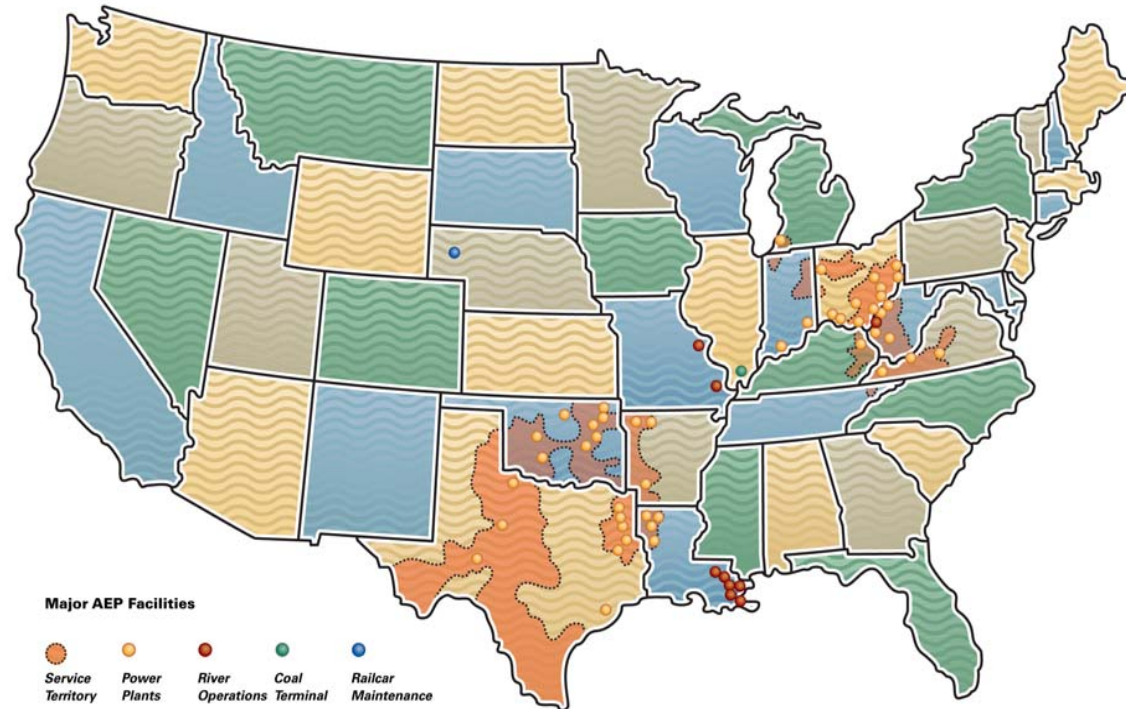 Major AEP Facilities
Service Territory
Power Plants
River Operations
Coal Terminal
Railcar Maintenance